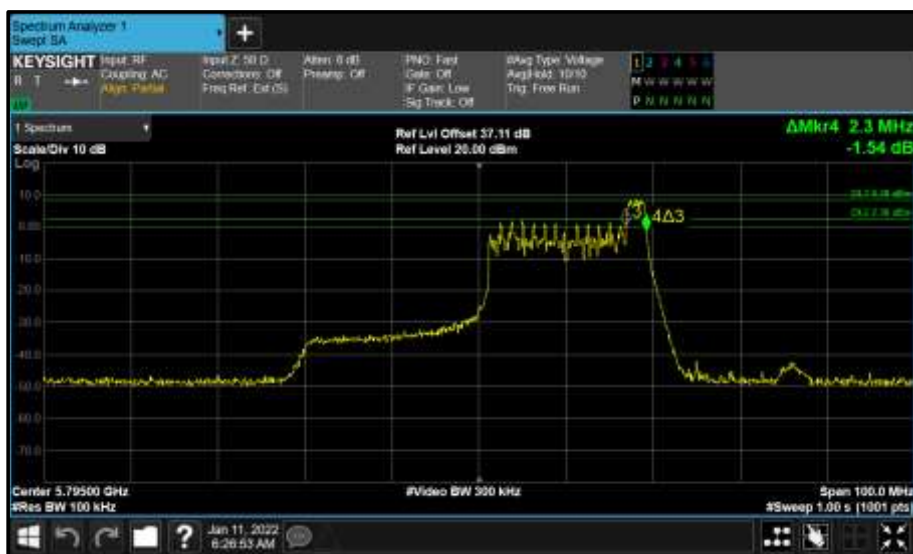 Spectrum Analyzer 1
Swept SA
KEYSIGHT
R T
Input: RF
Coupling: AC
Align: Partial
Input Z: 50 Ω
Corrections: Off
Freq Ref: Ext (S)
Atten: 0 dB
Preamp: Off
PNO: Fast
Gate: Off
IF Gain: Low
Sig Track: Off
#Avg Type: Voltage
Avg|Hold: 10/10
Trig: Free Run
1 2 3 4 5 6
M W W W W W
P N N N N N
1 Spectrum
Ref Lvl Offset 37.11 dB
ΔMkr4 2.3 MHz
Scale/Div 10 dB
Ref Level 20.00 dBm
-1.54 dB
Log
10.0
0.00
-10.0
-20.0
-30.0
-40.0
-50.0
-60.0
-70.0
3
4Δ3
Center 5.79500 GHz
#Video BW 300 kHz
Span 100.0 MHz
#Res BW 100 kHz
#Sweep 1.00 s (1001 pts)
?
Jan 11, 2022
6:26:53 AM